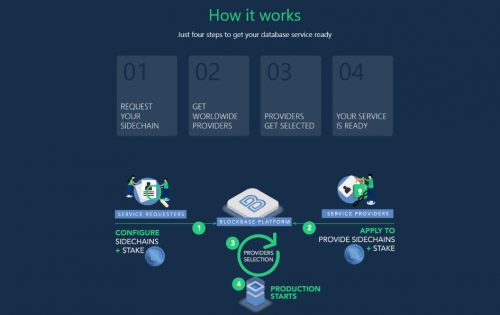 How it works
Just four steps to get your database service ready
01
REQUEST
YOUR
SIDECHAIN
02
GET
WORLDWIDE
PROVIDERS
03
PROVIDERS
GET SELECTED
04
YOUR SERVICE
IS READY
SERVICE REQUESTERS
BLOCKBASE PLATFORM
SERVICE PROVIDERS
1
2
CONFIGURE
SIDECHAINS
+ STAKE
APPLY TO
PROVIDE SIDECHAINS
+ STAKE
3
PROVIDERS
SELECTION
4
PRODUCTION
STARTS